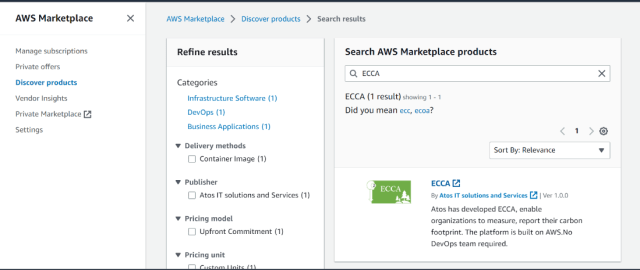 AWS Marketplace
Manage subscriptions
Private offers
Discover products
Vendor Insights
Private Marketplace
Settings
AWS Marketplace > Discover products > Search results
Refine results
Categories
Infrastructure Software (1)
DevOps (1)
Business Applications (1)
Delivery methods
Container Image (1)
Publisher
Atos IT solutions and Services (1)
Pricing model
Upfront Commitment (1)
Pricing unit
Custom Units (1)
Search AWS Marketplace products
ECCA
ECCA (1 result) showing 1 - 1
Did you mean ecc, ecoa?
< 1 >
Sort By: Relevance
ECCA
ECCA
By Atos IT solutions and Services | Ver 1.0.0
Atos has developed ECCA, enable
organizations to measure, report their carbon
footprint. The platform is built on AWS.No
DevOps team required.